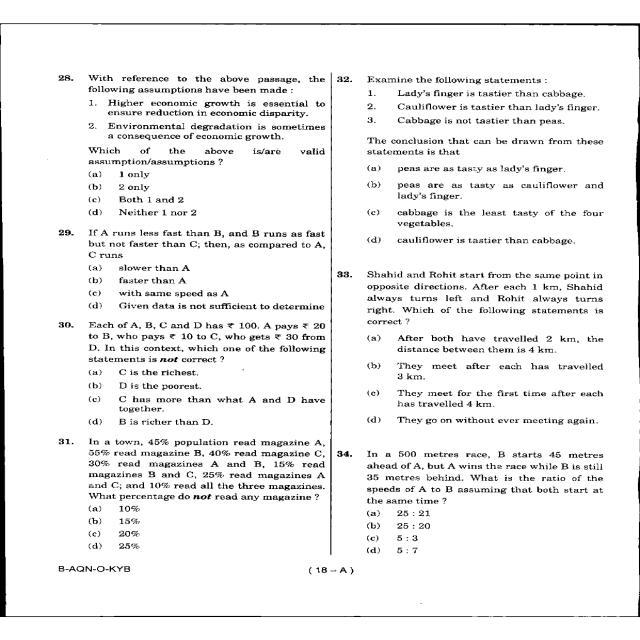 28. With reference to the above passage, the
following assumptions have been made :
1. Higher economic growth is essential to
ensure reduction in economic disparity.
2. Environmental degradation is sometimes
a consequence of economic growth.
Which of the above is/are valid
assumption/assumptions ?
(a) 1 only
(b) 2 only
(c) Both 1 and 2
(d) Neither 1 nor 2
29. If A runs less fast than B, and B runs as fast
but not faster than C; then, as compared to A,
C runs
(a) slower than A
(b) faster than A
(c) with same speed as A
(d) Given data is not sufficient to determine
30. Each of A, B, C and D has ₹ 100. A pays ₹ 20
to B, who pays ₹ 10 to C, who gets ₹ 30 from
D. In this context, which one of the following
statements is not correct ?
(a) C is the richest.
(b) D is the poorest.
(c) C has more than what A and D have
together.
(d) B is richer than D.
31. In a town, 45% population read magazine A,
55% read magazine B, 40% read magazine C,
30% read magazines A and B, 15% read
magazines B and C, 25% read magazines A
and C; and 10% read all the three magazines.
What percentage do not read any magazine ?
(a) 10%
(b) 15%
(c) 20%
(d) 25%
32. Examine the following statements :
1. Lady's finger is tastier than cabbage.
2. Cauliflower is tastier than lady's finger.
3. Cabbage is not tastier than peas.
The conclusion that can be drawn from these
statements is that
(a) peas are as tasty as lady's finger.
(b) peas are as tasty as cauliflower and
lady's finger.
(c) cabbage is the least tasty of the four
vegetables.
(d) cauliflower is tastier than cabbage.
33. Shahid and Rohit start from the same point in
opposite directions. After each 1 km, Shahid
always turns left and Rohit always turns
right. Which of the following statements is
correct ?
(a) After both have travelled 2 km, the
distance between them is 4 km.
(b) They meet after each has travelled
3 km.
(c) They meet for the first time after each
has travelled 4 km.
(d) They go on without ever meeting again.
34. In a 500 metres race, B starts 45 metres
ahead of A, but A wins the race while B is still
35 metres behind. What is the ratio of the
speeds of A to B assuming that both start at
the same time ?
(a) 25 : 21
(b) 25 : 20
(c) 5 : 3
(d) 5 : 7
B-AQN-O-KYB
( 18 – A )